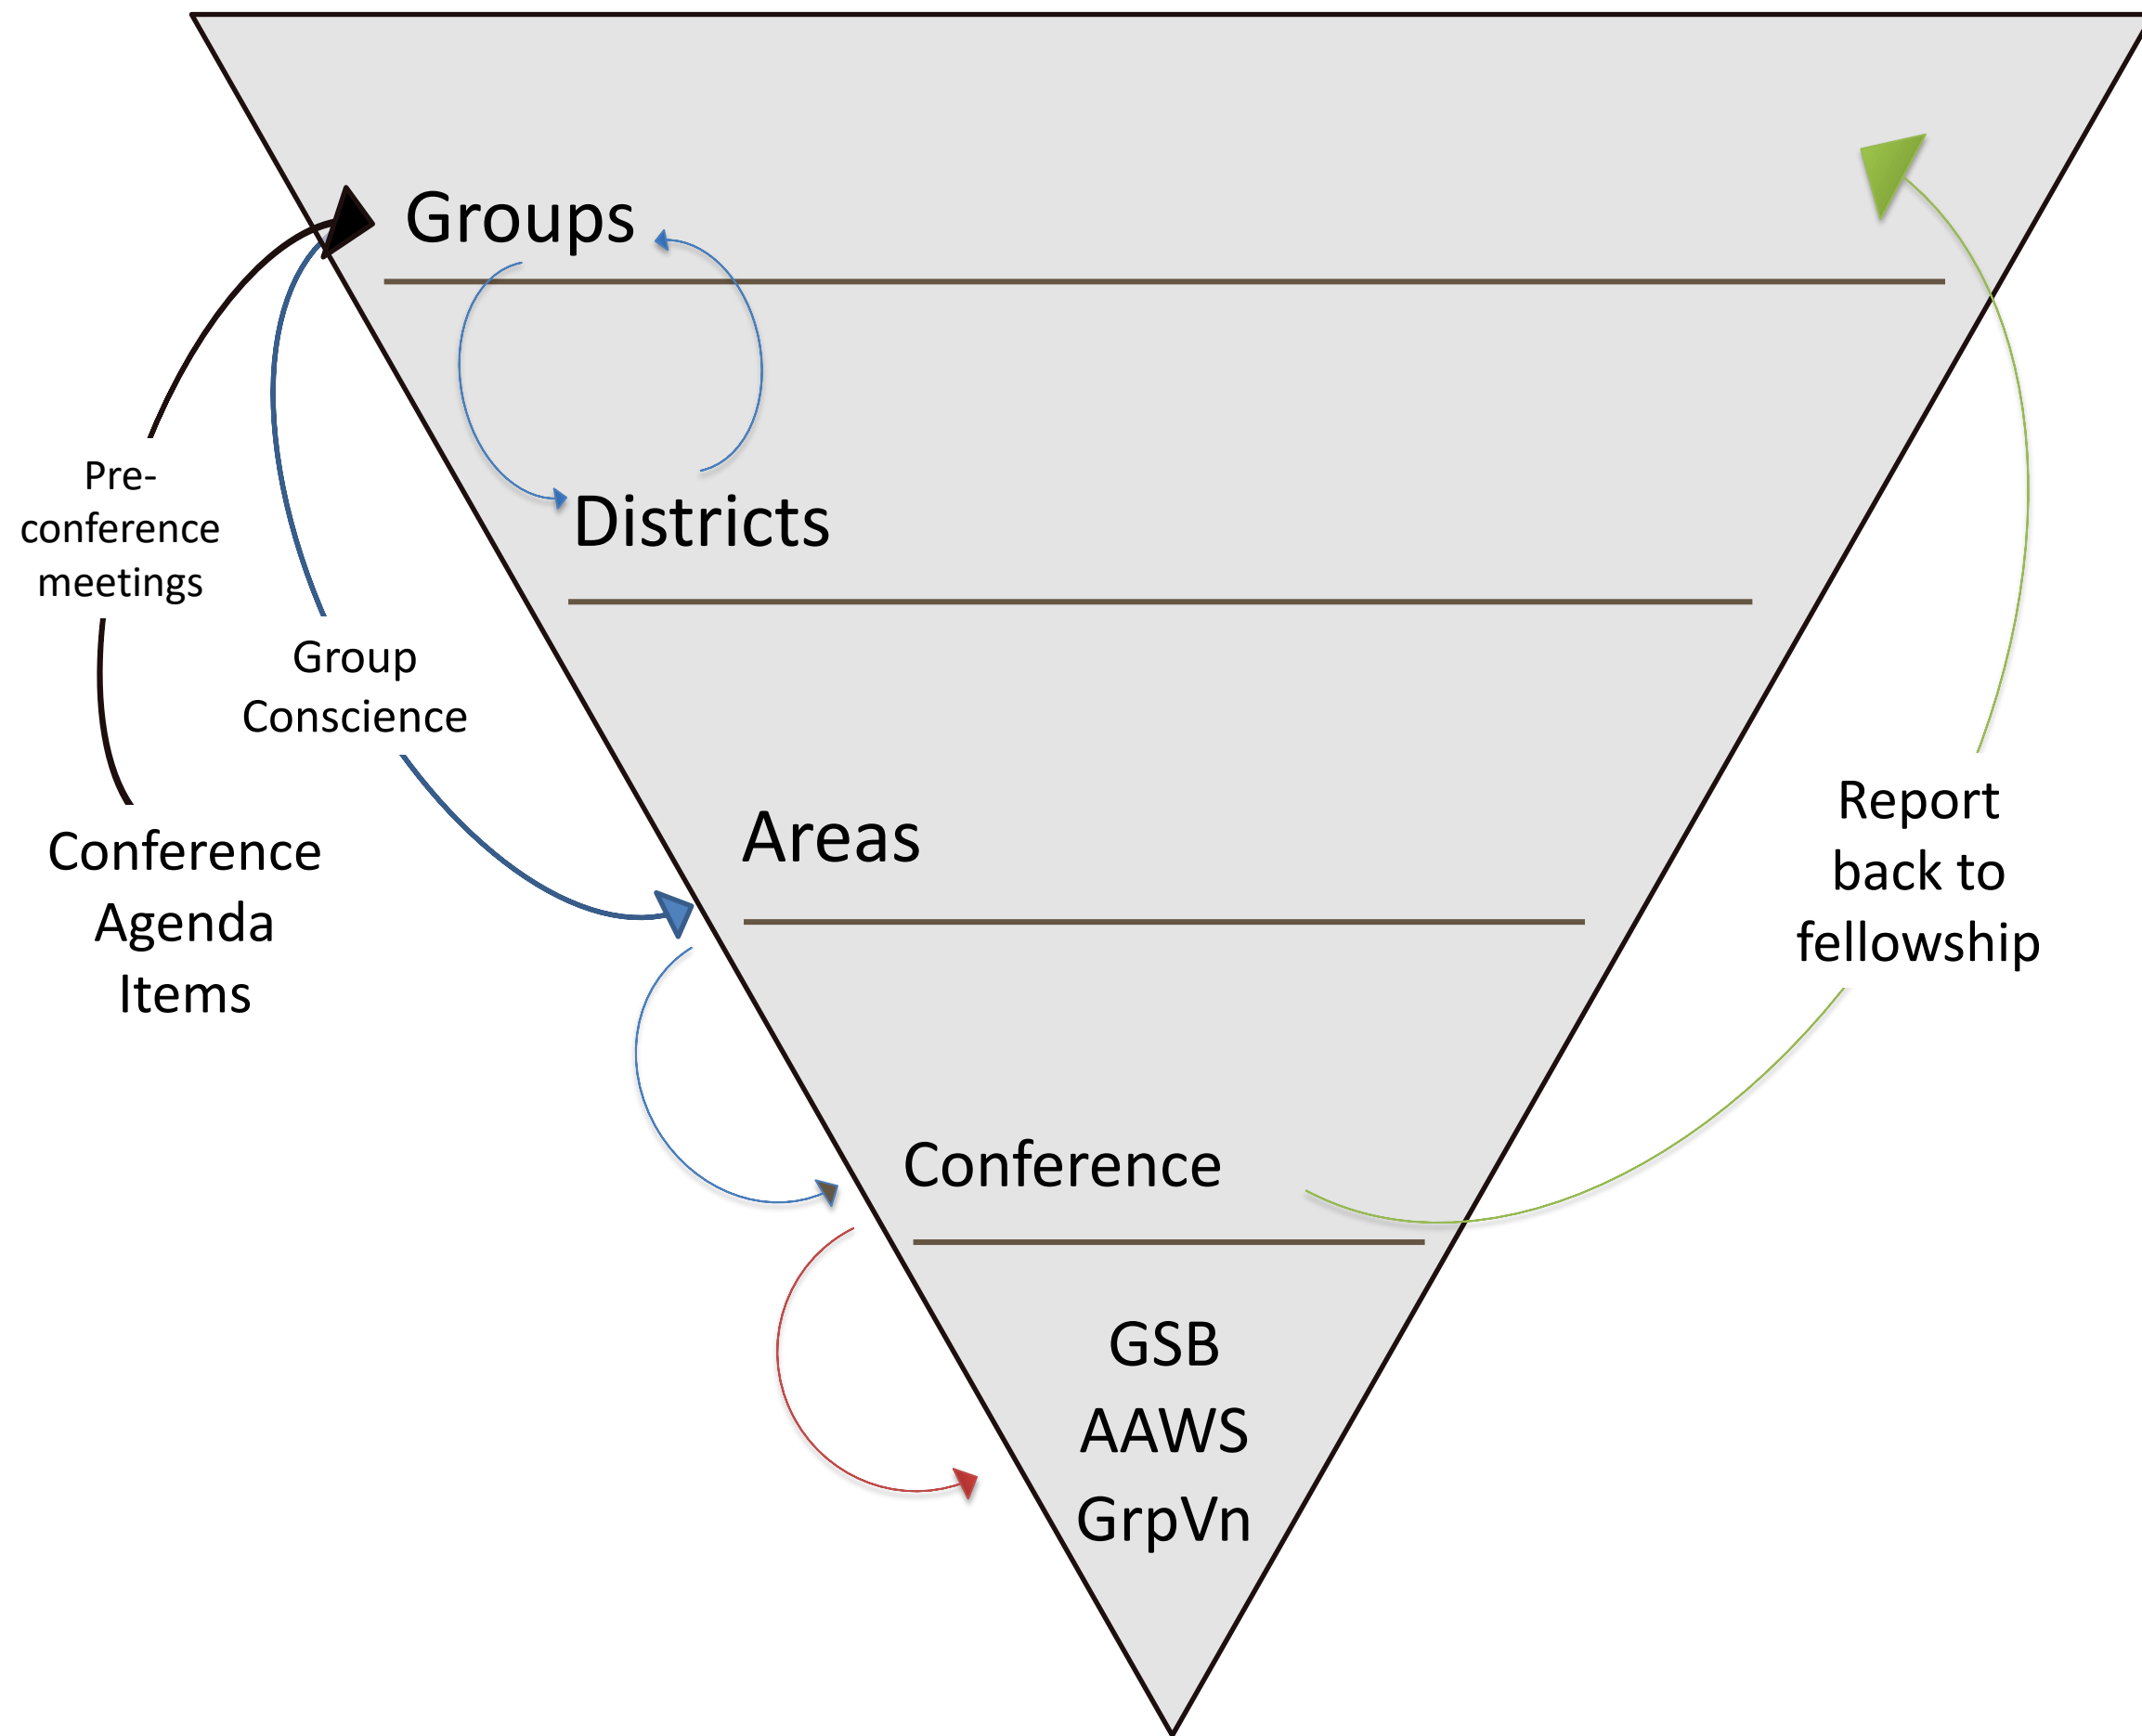 Groups
Districts
Pre-
conference
meetings
Group
Conscience
Areas
Conference
Agenda
Items
Report
back to
fellowship
Conference
GSB
AAWS
GrpVn